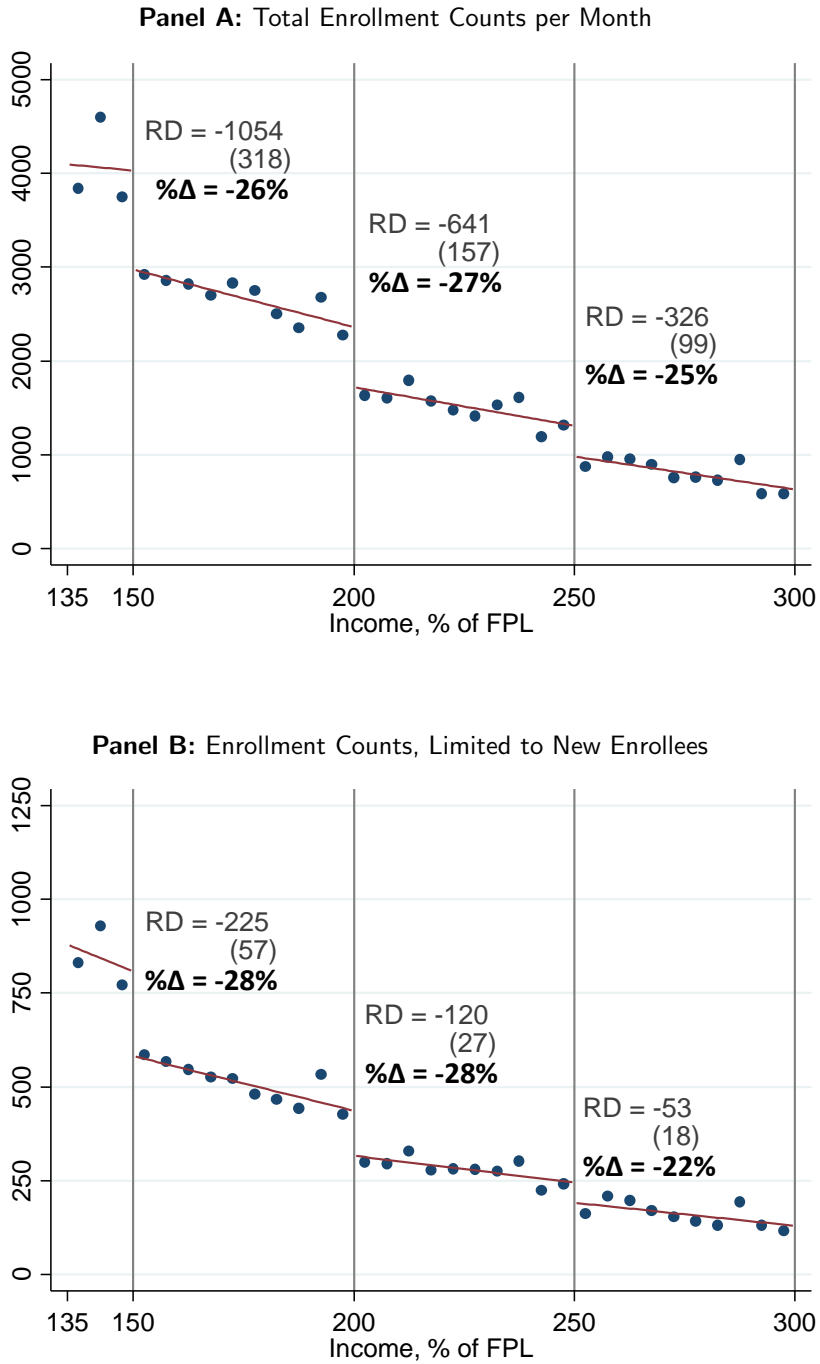 Panel A: Total Enrollment Counts per Month
5000
4000
3000
2000
1000
0
RD = -1054
(318)
%Δ = -26%
RD = -641
(157)
%Δ = -27%
RD = -326
(99)
%Δ = -25%
135 150 200 250 300
Income, % of FPL
Panel B: Enrollment Counts, Limited to New Enrollees
1250
1000
750
500
250
0
RD = -225
(57)
%Δ = -28%
RD = -120
(27)
%Δ = -28%
RD = -53
(18)
%Δ = -22%
135 150 200 250 300
Income, % of FPL